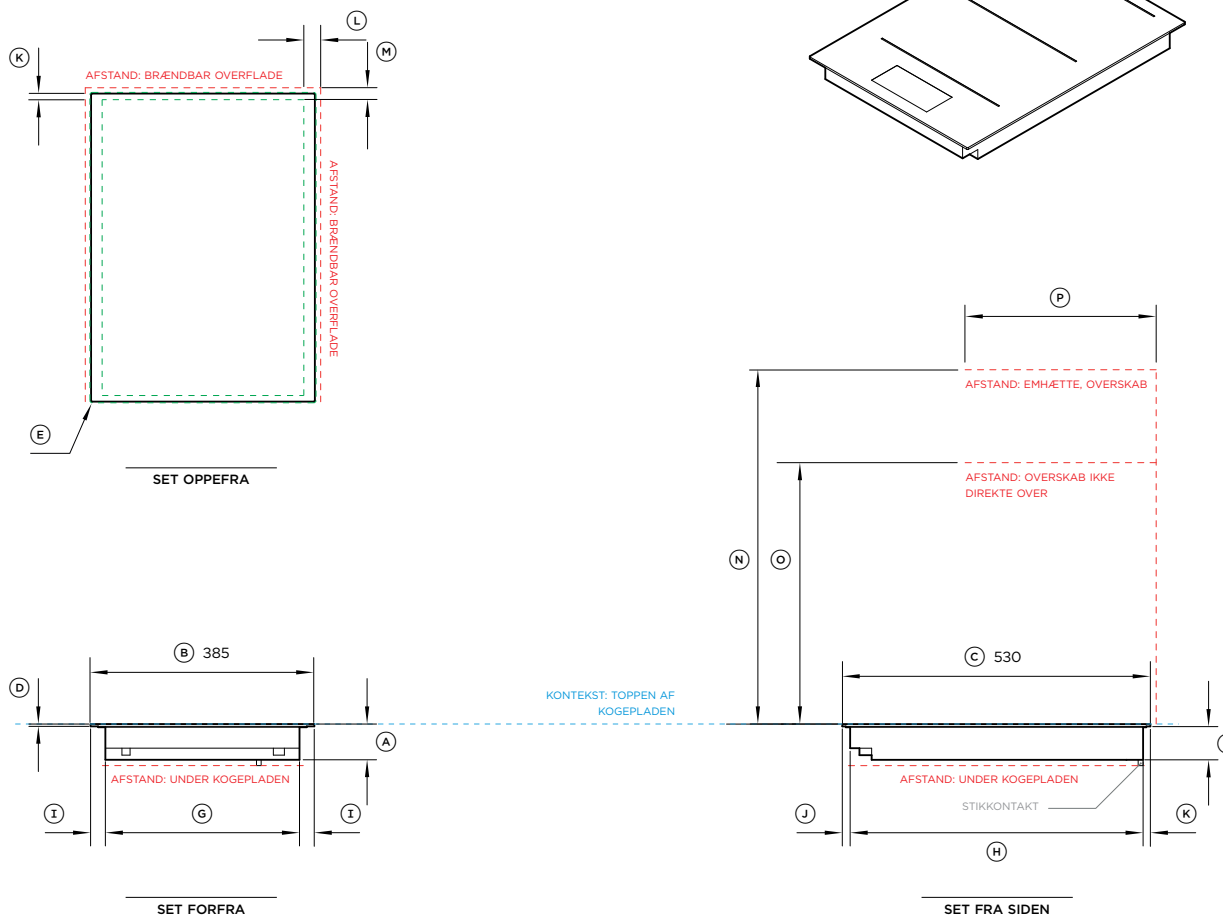 L
M
K
AFSTAND: BRÆNDBAR OVERFLADE
AFSTAND: BRÆNDBAR OVERFLADE
E
SET OPPEFRA
P
AFSTAND: EMHÆTTE, OVERSKAB
AFSTAND: OVERSKAB IKKE
DIREKTE OVER
N
O
B 385
C 530
D
KONTEKST: TOPPEN AF
KOGEPLADEN
A
AFSTAND: UNDER KOGEPLADEN
AFSTAND: UNDER KOGEPLADEN
STIKKONTAKT
I
G
I
J
K
H
SET FORFRA
SET FRA SIDEN